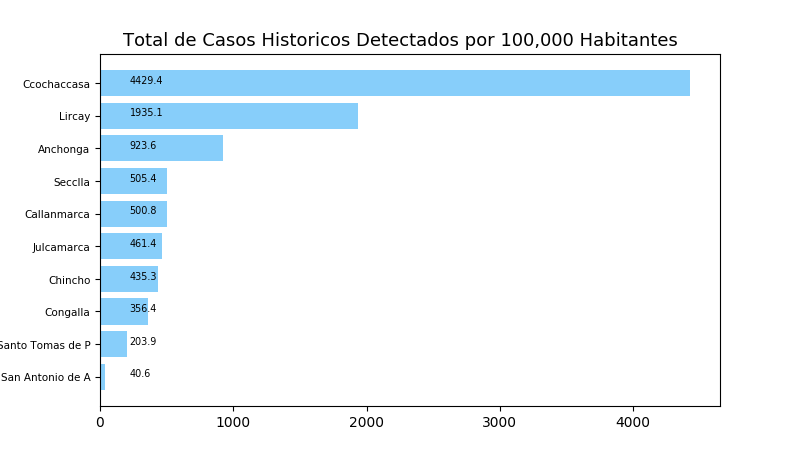 Total de Casos Historicos Detectados por 100,000 Habitantes
Ccochaccasa 4429.4
Lircay 1935.1
Anchonga 923.6
Secclla 505.4
Callanmarca 500.8
Julcamarca 461.4
Chincho 435.3
Congalla 356.4
Santo Tomas de P 203.9
San Antonio de A 40.6
0 1000 2000 3000 4000